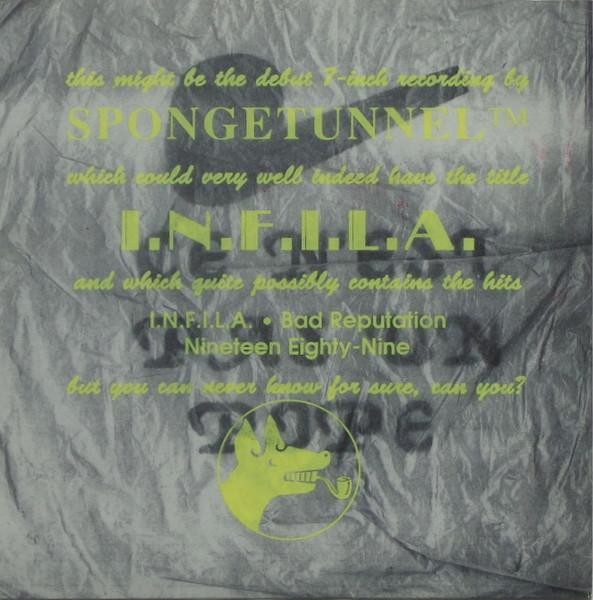 this might be the debut 7-inch recording by
SPONGETUNNEL™
which could very well indeed have the title
I.N.F.I.L.A.
and which quite possibly contains the hits
I.N.F.I.L.A. • Bad Reputation
Nineteen Eighty-Nine
but you can never know for sure, can you?
DOPE